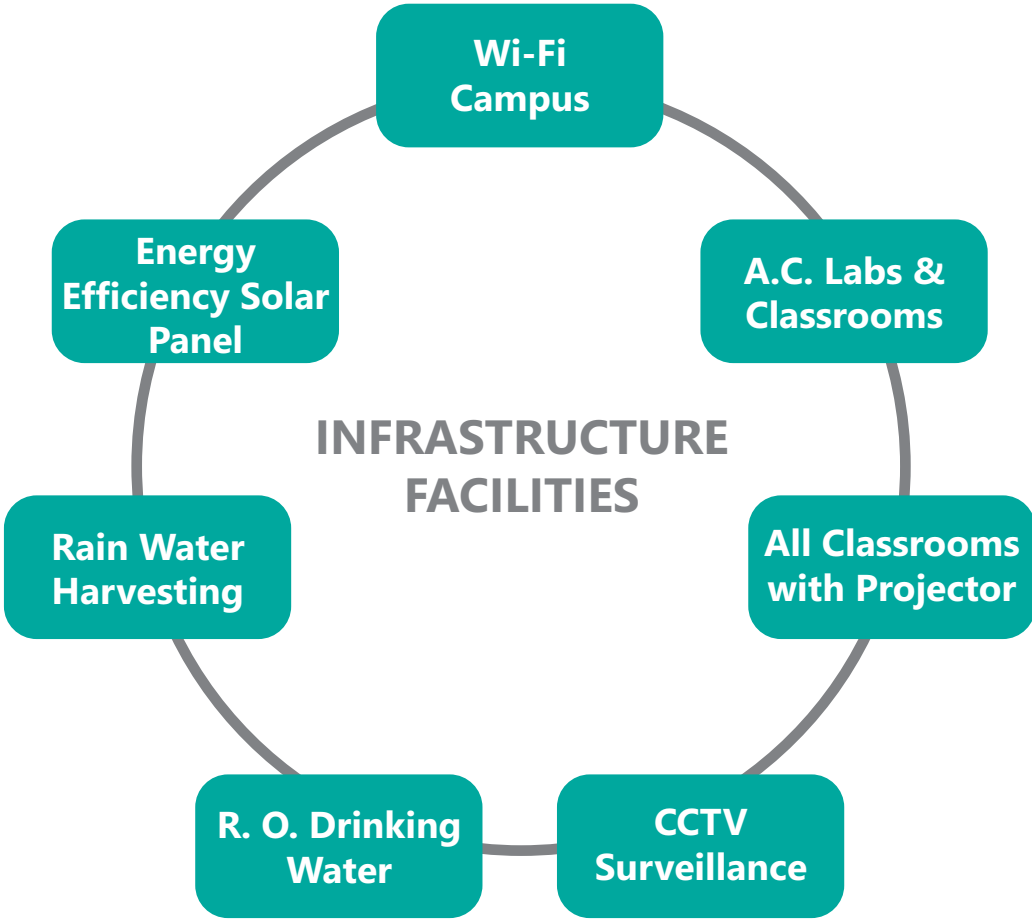 Wi-Fi
Campus
A.C. Labs &
Classrooms
All Classrooms
with Projector
CCTV
Surveillance
R. O. Drinking
Water
Rain Water
Harvesting
Energy
Efficiency Solar
Panel
INFRASTRUCTURE
FACILITIES